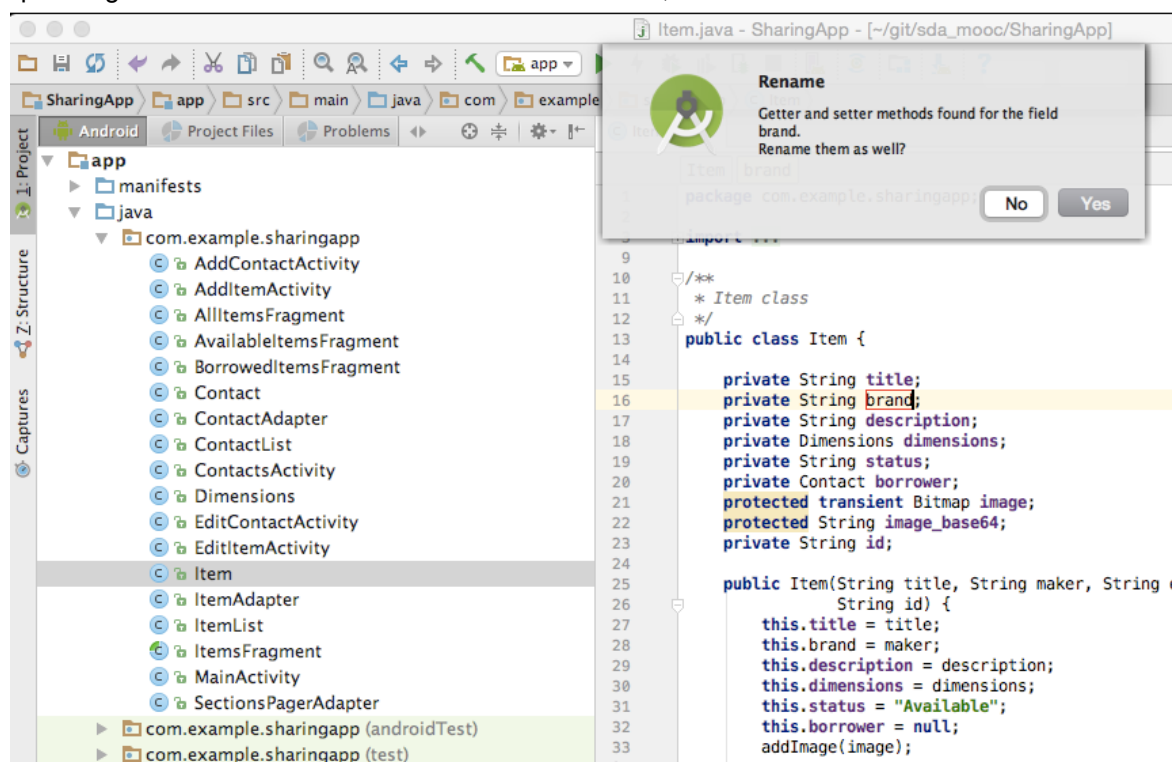 Item.java - SharingApp - [~/git/sda_mooc/SharingApp]
app
SharingApp app src main java com example
Rename
Getter and setter methods found for the field
brand.
Rename them as well?
No Yes
Android Project Files Problems
1: Project
Z: Structure
Captures
app
manifests
java
com.example.sharingapp
AddContactActivity
AddItemActivity
AllItemsFragment
AvailableItemsFragment
BorrowedItemsFragment
Contact
ContactAdapter
ContactList
ContactsActivity
Dimensions
EditContactActivity
EditItemActivity
Item
ItemAdapter
ItemList
ItemsFragment
MainActivity
SectionsPagerAdapter
com.example.sharingapp (androidTest)
com.example.sharingapp (test)
Item brand
1 package com.example.sharingapp;
2
3 import ...
9
10 /**
11 * Item class
12 */
13 public class Item {
14
15 private String title;
16 private String brand;
17 private String description;
18 private Dimensions dimensions;
19 private String status;
20 private Contact borrower;
21 protected transient Bitmap image;
22 protected String image_base64;
23 private String id;
24
25 public Item(String title, String maker, String
26 String id) {
27 this.title = title;
28 this.brand = maker;
29 this.description = description;
30 this.dimensions = dimensions;
31 this.status = "Available";
32 this.borrower = null;
33 addImage(image);